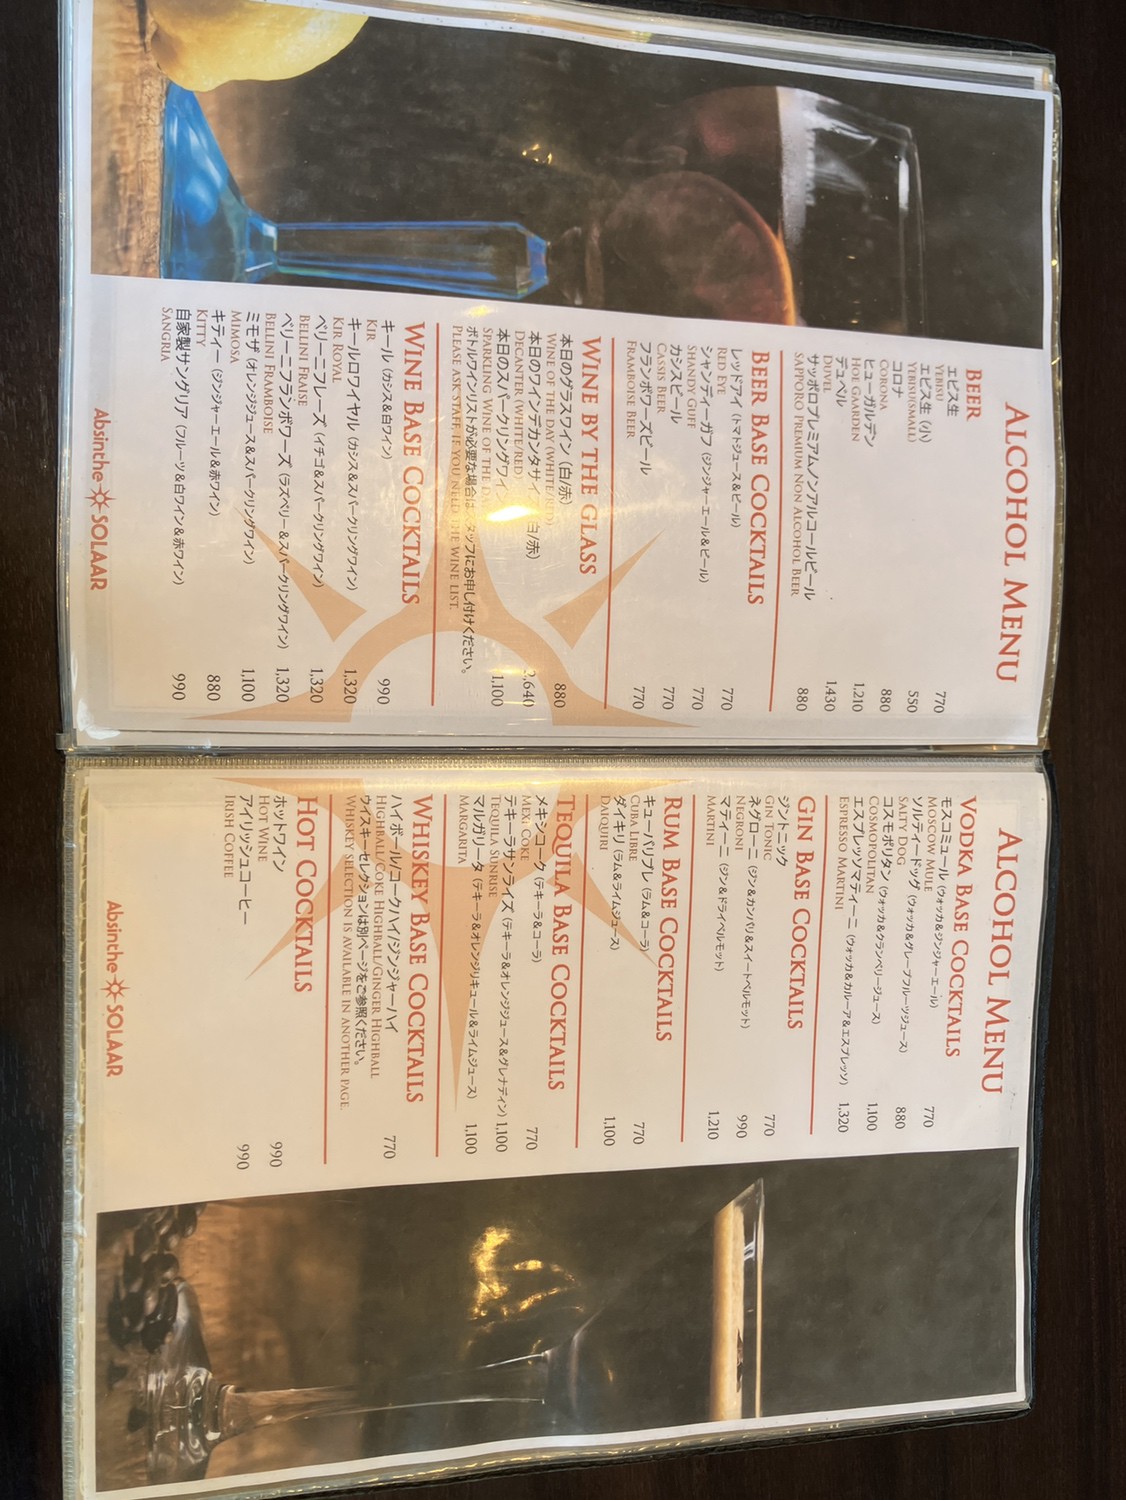 ALCOHOL MENU
BEER
エビス生 770
YEBISU
エビス生 (小) 550
YEBISU(SMALL)
コロナ 880
CORONA
ヒューガルデン 1,210
HOE GAARDEN
デュベル 1,430
DUVEL
サッポロプレミアムノンアルコールビール 880
SAPPORO PREMIUM NON ALCOHOL BEER
BEER BASE COCKTAILS
レッドアイ (トマトジュース&ビール) 770
RED EYE
シャンディーガフ (ジンジャーエール&ビール) 770
SHANDY GUFF
カシスビール 770
CASSIS BEER
フランボワーズビール 770
FRAMBOISE BEER
WINE BY THE GLASS
本日のグラスワイン (白/赤) 880
WINE OF THE DAY (WHITE/RED)
本日のワインデカンタサイ 白/赤) 2,640
DECANTER (WHITE/RED)
本日のスパークリングワイン 1,100
SPARKLING WINE OF THE DAY
ボトルワインリストが必要な場合は タッフにお申し付けください。
PLEASE ASK STAFF IF YOU NEED THE WINE LIST.
WINE BASE COCKTAILS
キール (カシス&白ワイン) 990
KIR
キールロワイヤル (カシス&スパークリングワイン) 1,320
KIR ROYAL
ベリーニフレーズ (イチゴ&スパークリングワイン) 1,320
BELLINI FRAISE
ベリーニフランボワーズ (ラズベリー&スパークリングワイン) 1,320
BELLINI FRAMBOISE
ミモザ (オレンジジュース&スパークリングワイン) 1,100
MIMOSA
キティー (ジンジャーエール&赤ワイン) 880
KITTY
自家製サングリア (フルーツ&白ワイン&赤ワイン) 990
SANGRIA
Absinthe SOLAAR
ALCOHOL MENU
VODKA BASE COCKTAILS
モスコミュール (ウォッカ&ジンジャーエール) 770
MOSCOW MULE
ソルティードッグ (ウォッカ&グレープフルーツジュース) 880
SALTY DOG
コスモポリタン (ウォッカ&クランベリージュース) 1,100
COSMOPOLITAN
エスプレッソマティーニ (ウォッカ&カルーア&エスプレッソ) 1,320
ESPRESSO MARTINI
GIN BASE COCKTAILS
ジントニック 770
GIN TONIC
ネグローニ (ジン&カンパリ&スイートベルモット) 990
NEGRONI
マティーニ (ジン&ドライベルモット) 1,210
MARTINI
RUM BASE COCKTAILS
キューバリブレ (ラム&コーラ) 770
CUBA LIBRE
ダイキリ (ラム&ライムジュース) 1,100
DAIQUIRI
TEQUILA BASE COCKTAILS
メキシコーク (テキーラ&コーラ) 770
MEXI COKE
テキーラサンライズ (テキーラ&オレンジジュース&グレナディン) 1,100
TEQUILA SUNRISE
マルガリータ (テキーラ&オレンジリキュール&ライムジュース) 1,100
MARGARITA
WHISKEY BASE COCKTAILS
ハイボール/コークハイ/ジンジャーハイ 770
HIGHBALL/COKE HIGHBALL/GINGER HIGHBALL
ウイスキーセレクションは別ページをご参照ください。
WHISKEY SELECTION IS AVAILABLE IN ANOTHER PAGE.
HOT COCKTAILS
ホットワイン 990
HOT WINE
アイリッシュコーヒー 990
IRISH COFFEE
Absinthe SOLAAR